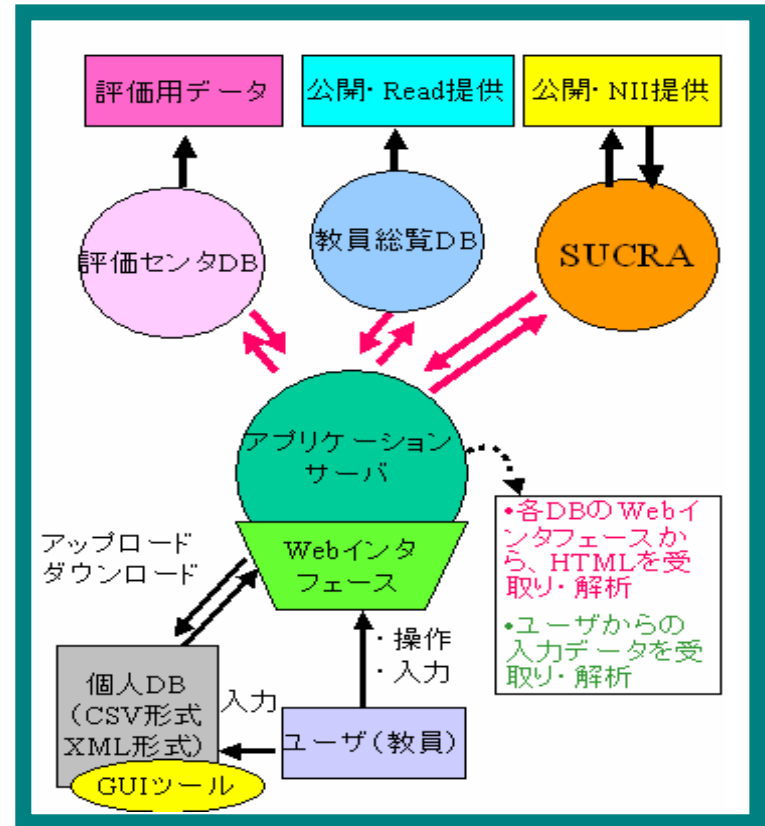 評価用データ
公開・Read提供
公開・NII提供
評価センタDB
教員総覧DB
SUCRA
アプリケーション
サーバ
Webインタ
フェース
•各DBのWebイ
ンタフェースか
ら、HTMLを受
取り・解析
•ユーザからの
入力データを受
取り・解析
アップロード
ダウンロード
・操作
・入力
個人DB
（CSV形式
XML形式）
GUIツール
入力
ユーザ（教員）